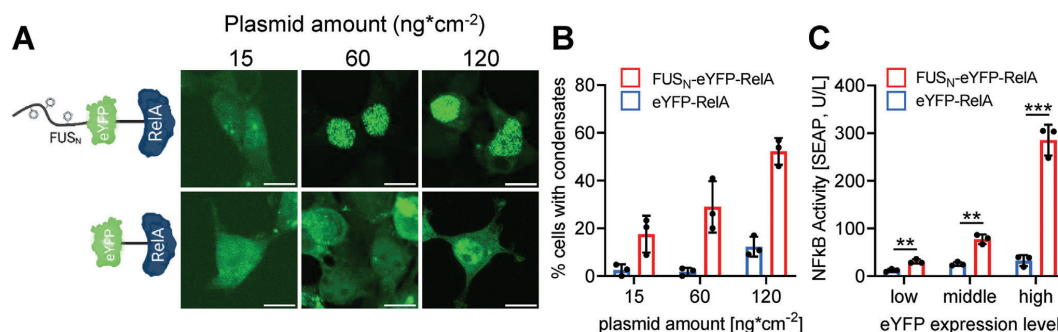 A
Plasmid amount (ng*cm-2)
15 60 120
FUSN
eYFP
RelA
eYFP
RelA
B
FUSN-eYFP-RelA
eYFP-RelA
% cells with condensates
80
60
40
20
0
15 60 120
plasmid amount [ng*cm-2]
C
FUSN-eYFP-RelA
eYFP-RelA
NFkB Activity [SEAP, U/L]
400
300
200
100
0
** ** ***
low middle high
eYFP expression level